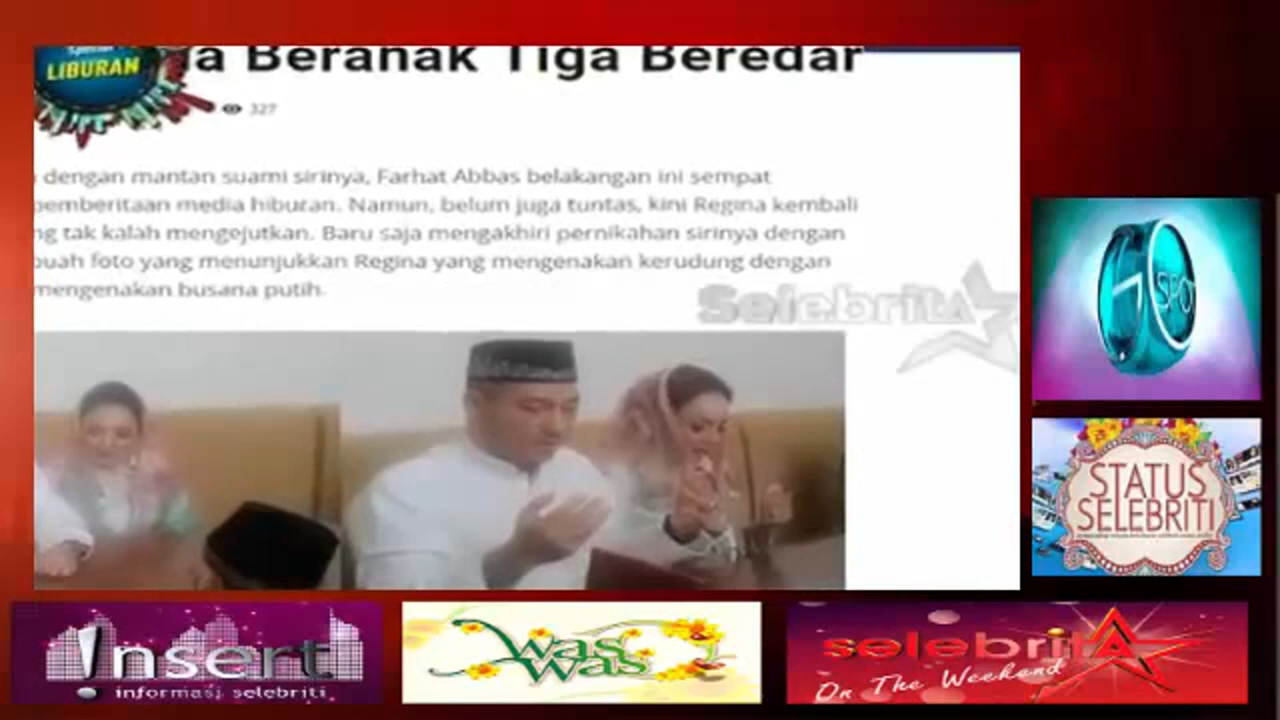 Special
LIBURAN
a Beranak Tiga Beredar
327
dengan mantan suami sirinya, Farhat Abbas belakangan ini sempat
pemberitaan media hiburan. Namun, belum juga tuntas, kini Regina kembali
ng tak kalah mengejutkan. Baru saja mengakhiri pernikahan sirinya dengan
buah foto yang menunjukkan Regina yang mengenakan kerudung dengan
mengenakan busana putih.
SelebritA
7
SPOT
STATUS
SELEBRITI
!nsert
informasi selebriti
was
was
selebritA
On The Weekend